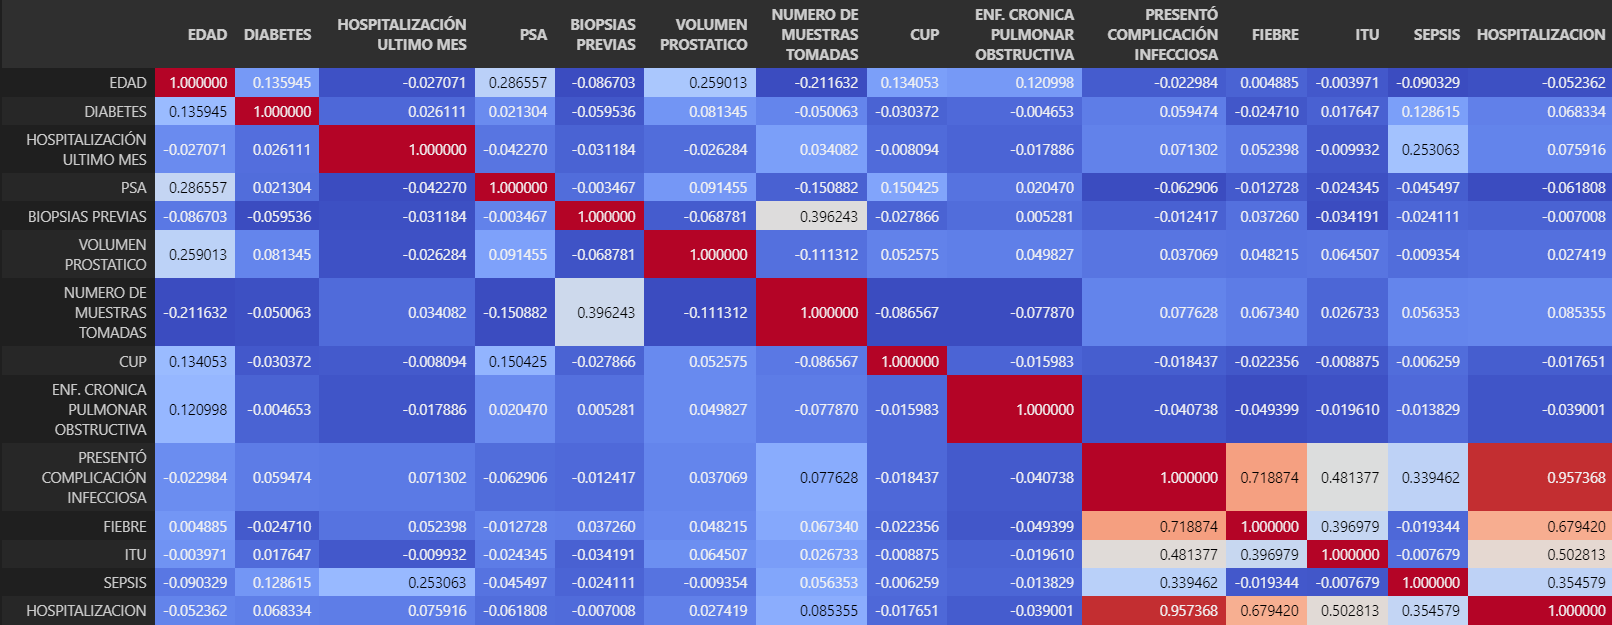 EDAD DIABETES HOSPITALIZACIÓN ULTIMO MES PSA BIOPSIAS PREVIAS VOLUMEN PROSTATICO NUMERO DE MUESTRAS TOMADAS CUP ENF. CRONICA PULMONAR OBSTRUCTIVA PRESENTÓ COMPLICACIÓN INFECCIOSA FIEBRE ITU SEPSIS HOSPITALIZACION
EDAD 1.000000 0.135945 -0.027071 0.286557 -0.086703 0.259013 -0.211632 0.134053 0.120998 -0.022984 0.004885 -0.003971 -0.090329 -0.052362
DIABETES 0.135945 1.000000 0.026111 0.021304 -0.059536 0.081345 -0.050063 -0.030372 -0.004653 0.059474 -0.024710 0.017647 0.128615 0.068334
HOSPITALIZACIÓN ULTIMO MES -0.027071 0.026111 1.000000 -0.042270 -0.031184 -0.026284 0.034082 -0.008094 -0.017886 0.071302 0.052398 -0.009932 0.253063 0.075916
PSA 0.286557 0.021304 -0.042270 1.000000 -0.003467 0.091455 -0.150882 0.150425 0.020470 -0.062906 -0.012728 -0.024345 -0.045497 -0.061808
BIOPSIAS PREVIAS -0.086703 -0.059536 -0.031184 -0.003467 1.000000 -0.068781 0.396243 -0.027866 0.005281 -0.012417 0.037260 -0.034191 -0.024111 -0.007008
VOLUMEN PROSTATICO 0.259013 0.081345 -0.026284 0.091455 -0.068781 1.000000 -0.111312 0.052575 0.049827 0.037069 0.048215 0.064507 -0.009354 0.027419
NUMERO DE MUESTRAS TOMADAS -0.211632 -0.050063 0.034082 -0.150882 0.396243 -0.111312 1.000000 -0.086567 -0.077870 0.077628 0.067340 0.026733 0.056353 0.085355
CUP 0.134053 -0.030372 -0.008094 0.150425 -0.027866 0.052575 -0.086567 1.000000 -0.015983 -0.018437 -0.022356 -0.008875 -0.006259 -0.017651
ENF. CRONICA PULMONAR OBSTRUCTIVA 0.120998 -0.004653 -0.017886 0.020470 0.005281 0.049827 -0.077870 -0.015983 1.000000 -0.040738 -0.049399 -0.019610 -0.013829 -0.039001
PRESENTÓ COMPLICACIÓN INFECCIOSA -0.022984 0.059474 0.071302 -0.062906 -0.012417 0.037069 0.077628 -0.018437 -0.040738 1.000000 0.718874 0.481377 0.339462 0.957368
FIEBRE 0.004885 -0.024710 0.052398 -0.012728 0.037260 0.048215 0.067340 -0.022356 -0.049399 0.718874 1.000000 0.396979 -0.019344 0.679420
ITU -0.003971 0.017647 -0.009932 -0.024345 -0.034191 0.064507 0.026733 -0.008875 -0.019610 0.481377 0.396979 1.000000 -0.007679 0.502813
SEPSIS -0.090329 0.128615 0.253063 -0.045497 -0.024111 -0.009354 0.056353 -0.006259 -0.013829 0.339462 -0.019344 -0.007679 1.000000 0.354579
HOSPITALIZACION -0.052362 0.068334 0.075916 -0.061808 -0.007008 0.027419 0.085355 -0.017651 -0.039001 0.957368 0.679420 0.502813 0.354579 1.000000